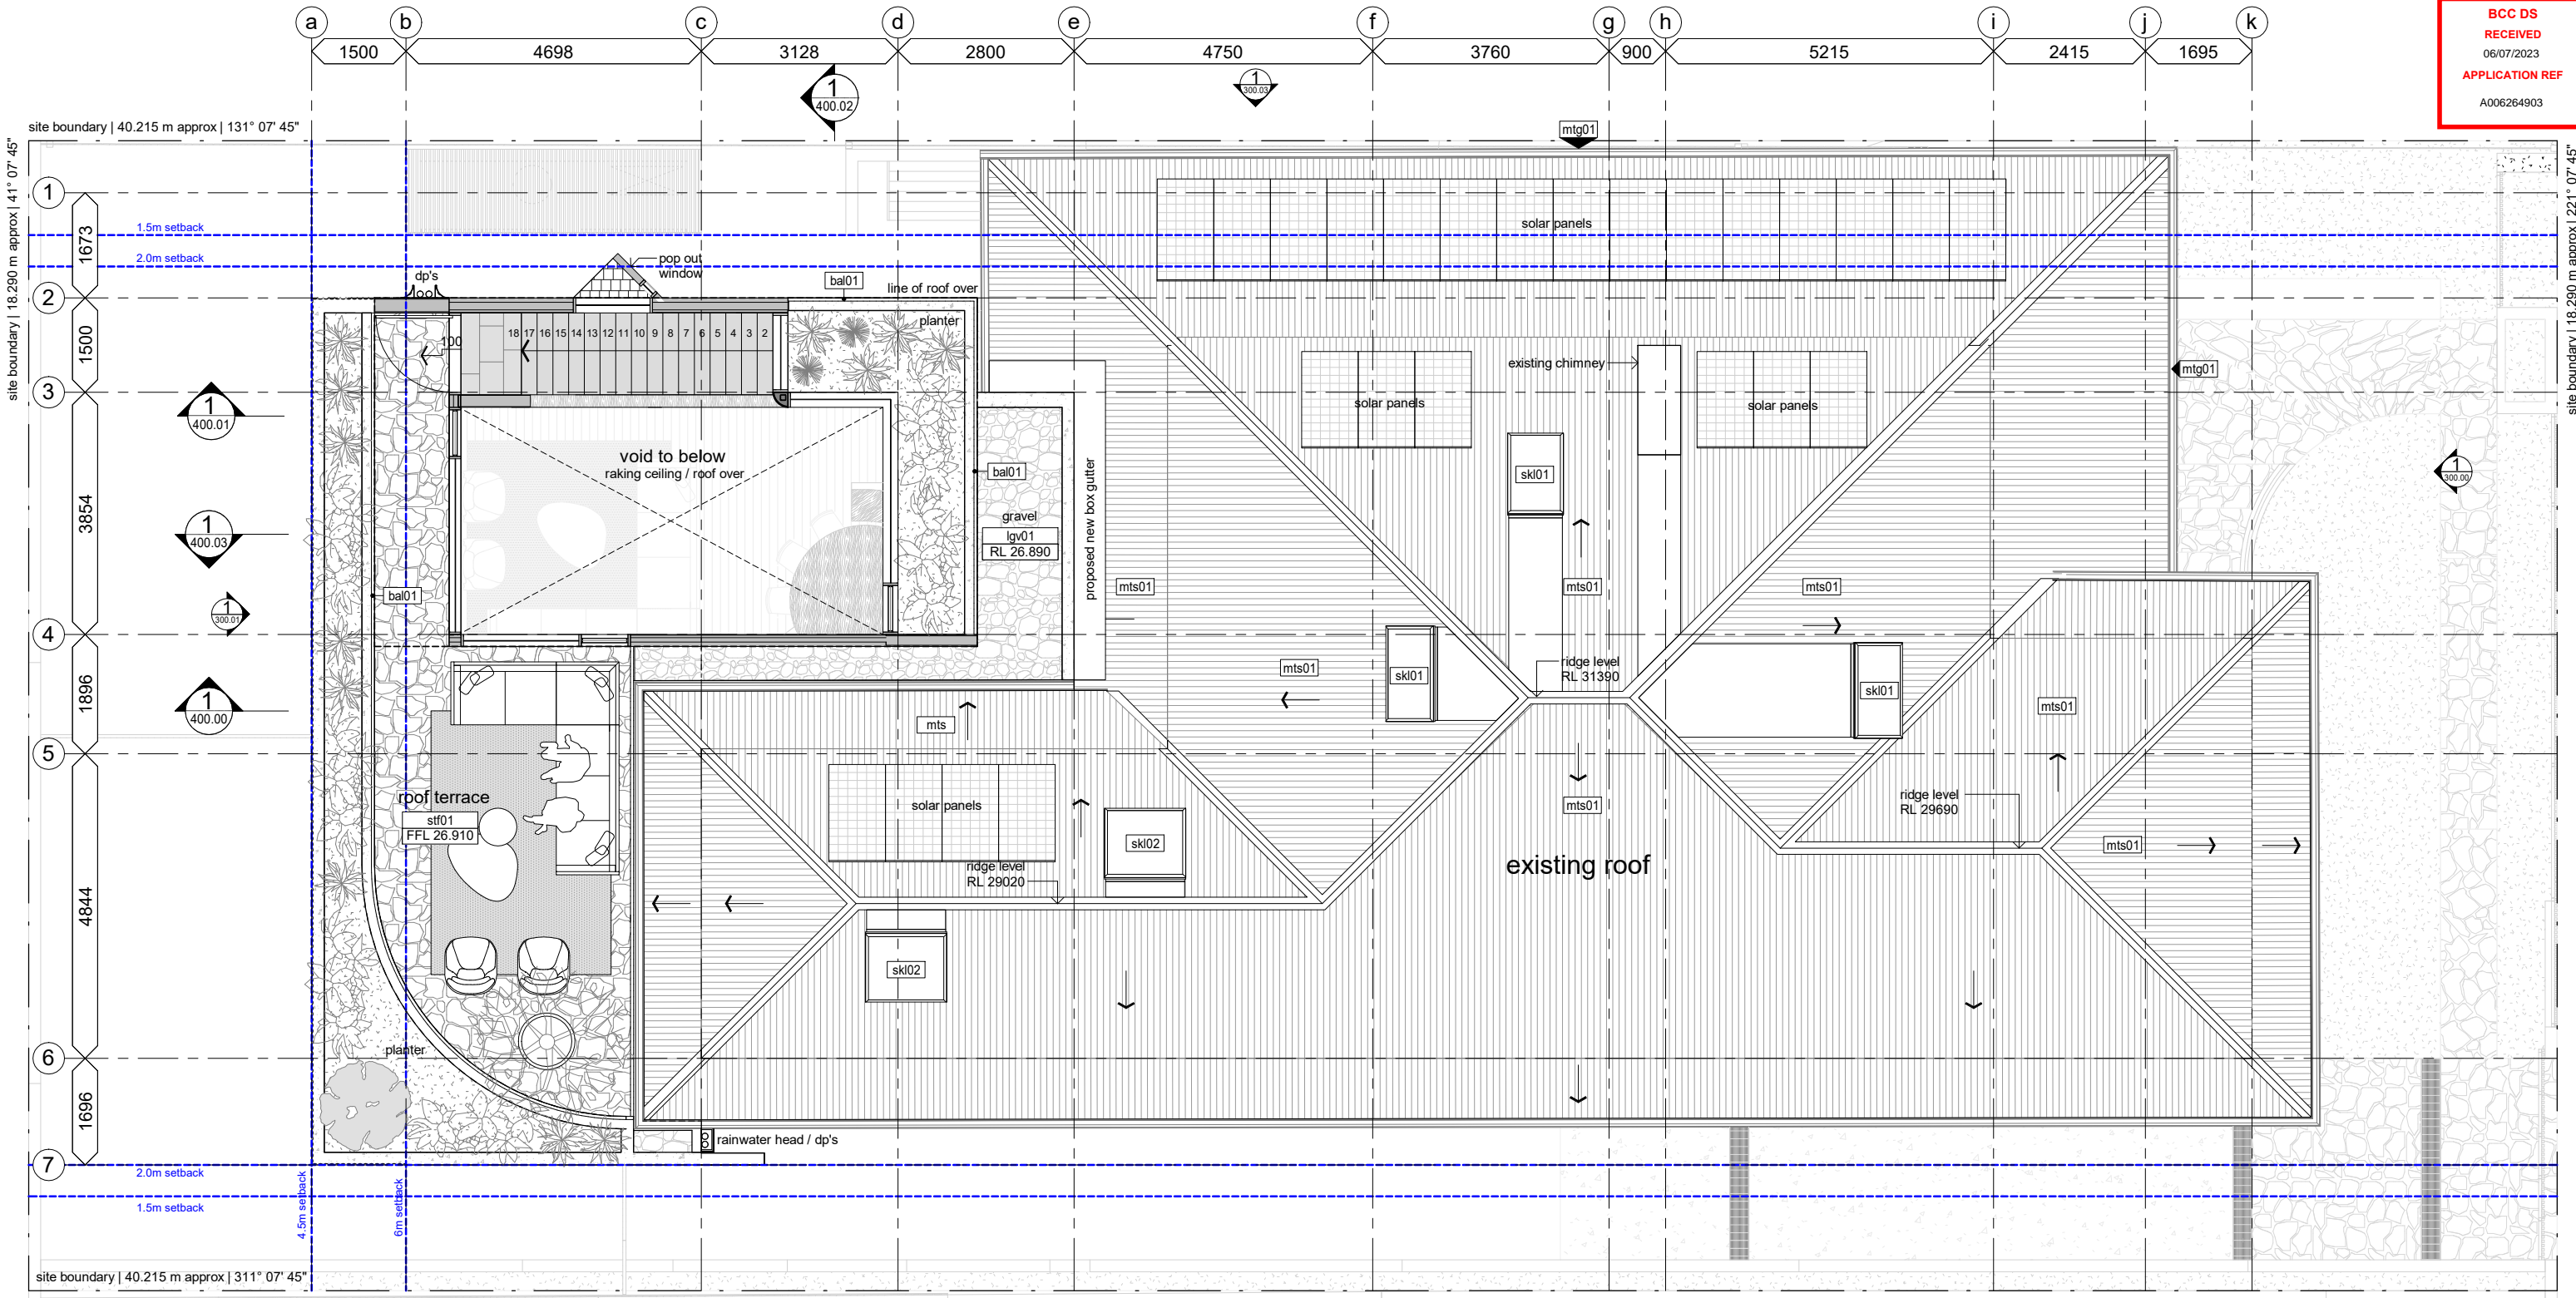 a b c d e f g h i j k
1500 4698 3128 2800 4750 3760 900 5215 2415 1695
BCC DS
RECEIVED
06/07/2023
APPLICATION REF
A006264903
1
400.02
1
300.03
site boundary | 40.215 m approx | 131° 07' 45"
mtg01
site boundary | 18.290 m approx | 41° 07' 45"
site boundary | 18.290 m approx | 221° 07' 45"
1
1673
solar panels
1.5m setback
2.0m setback
pop out
window
dp's
bal01
line of roof over
2
planter
1500
18 17 16 15 14 13 12 11 10 9 8 7 6 5 4 3 2
100
existing chimney
mtg01
3
solar panels
solar panels
1
400.01
void to below
raking ceiling / roof over
bal01
skl01
1
300.00
3854
proposed new box gutter
gravel
lgv01
RL 26.890
1
400.03
mts01
mts01
mts01
bal01
1
300.01
4
ridge level
RL 31390
mts01
skl01
skl01
1896
1
400.00
mts01
mts
5
roof terrace
stf01
FFL 26.910
solar panels
mts01
ridge level
RL 29690
skl02
mts01
existing roof
ridge level
RL 29020
4844
skl02
planter
6
1696
rainwater head / dp's
7
2.0m setback
1.5m setback
4.5m setback
6m setback
site boundary | 40.215 m approx | 311° 07' 45"